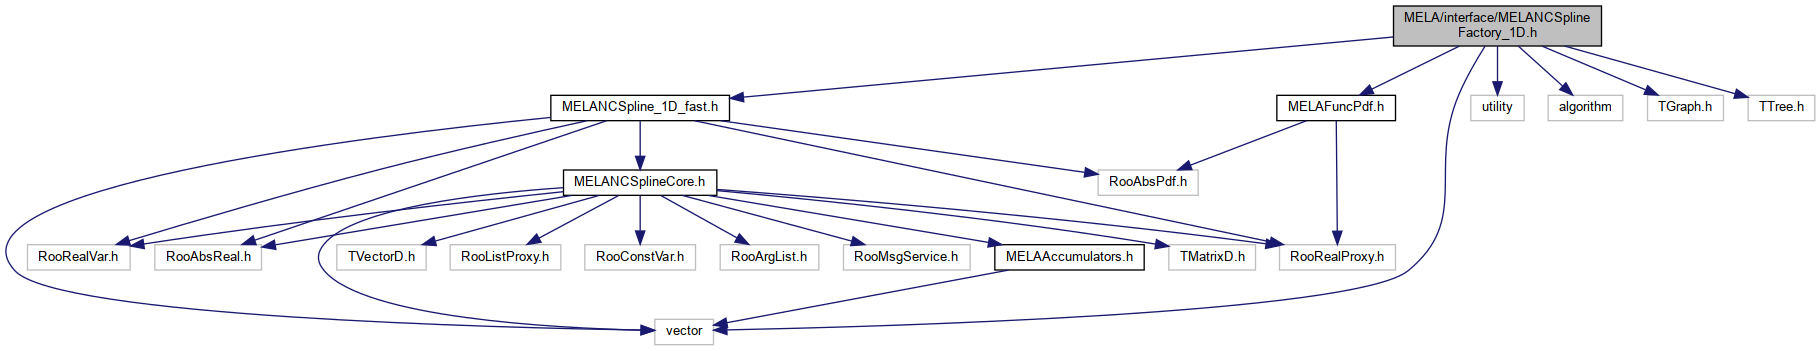 MELA/interface/MELANCSpline
Factory_1D.h
MELANCSpline_1D_fast.h
MELAFuncPdf.h
utility
algorithm
TGraph.h
TTree.h
MELANCSplineCore.h
RooAbsPdf.h
RooRealVar.h
RooAbsReal.h
TVectorD.h
RooListProxy.h
RooConstVar.h
RooArgList.h
RooMsgService.h
MELAAccumulators.h
TMatrixD.h
RooRealProxy.h
vector